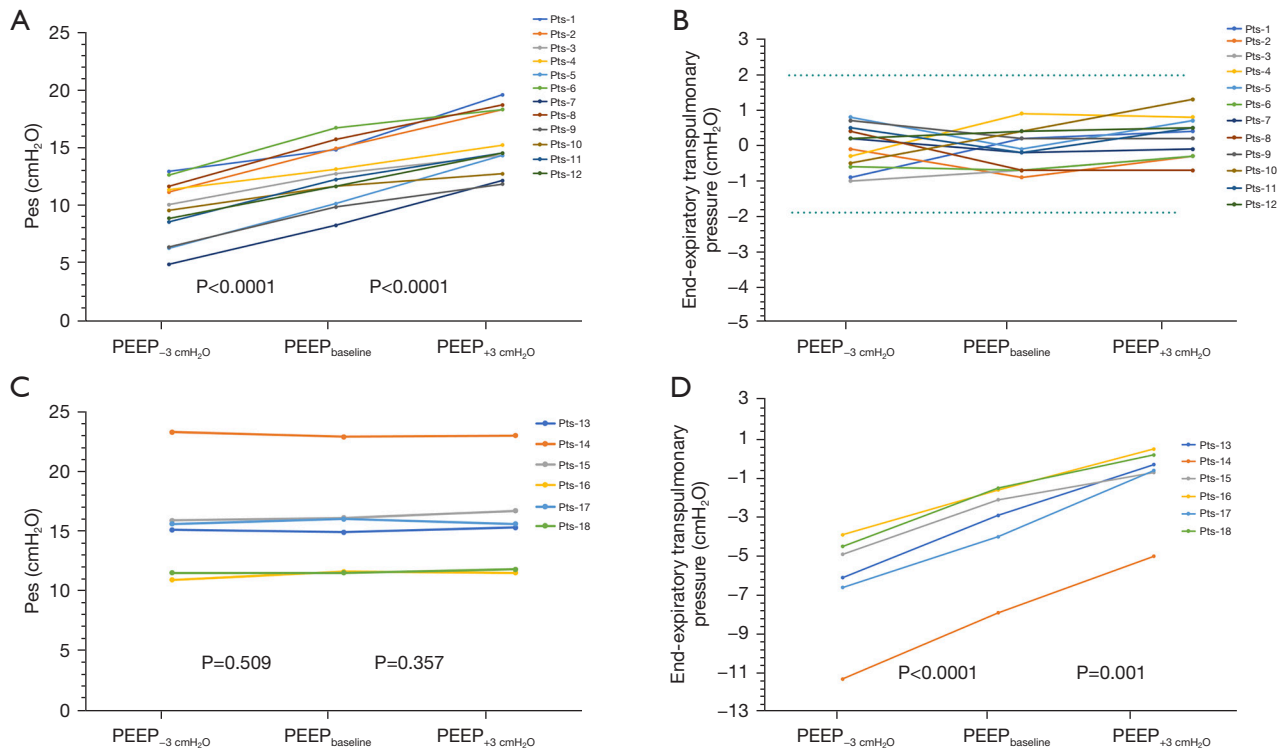 A
Pes (cmH₂O)
25
20
15
10
5
0
P<0.0001
P<0.0001
PEEP₋₃ cmH₂O
PEEPbaseline
PEEP₊₃ cmH₂O
Pts-1
Pts-2
Pts-3
Pts-4
Pts-5
Pts-6
Pts-7
Pts-8
Pts-9
Pts-10
Pts-11
Pts-12
B
End-expiratory transpulmonary
pressure (cmH₂O)
3
2
1
0
−1
−2
−3
−4
−5
PEEP₋₃ cmH₂O
PEEPbaseline
PEEP₊₃ cmH₂O
Pts-1
Pts-2
Pts-3
Pts-4
Pts-5
Pts-6
Pts-7
Pts-8
Pts-9
Pts-10
Pts-11
Pts-12
C
Pes (cmH₂O)
25
20
15
10
5
0
P=0.509
P=0.357
PEEP₋₃ cmH₂O
PEEPbaseline
PEEP₊₃ cmH₂O
Pts-13
Pts-14
Pts-15
Pts-16
Pts-17
Pts-18
D
End-expiratory transpulmonary
pressure (cmH₂O)
3
1
−1
−3
−5
−7
−9
−11
−13
P<0.0001
P=0.001
PEEP₋₃ cmH₂O
PEEPbaseline
PEEP₊₃ cmH₂O
Pts-13
Pts-14
Pts-15
Pts-16
Pts-17
Pts-18